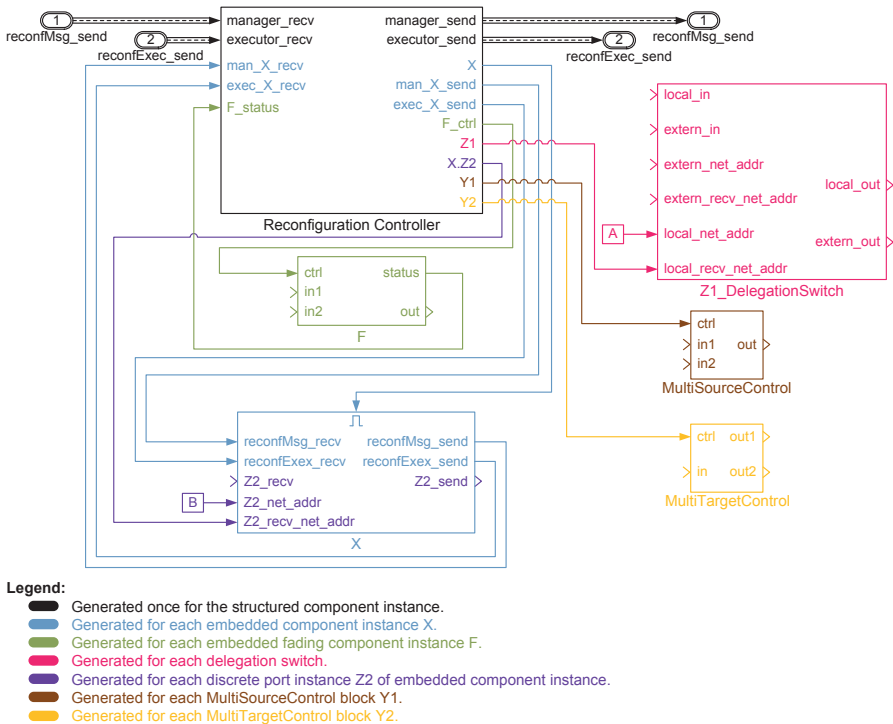 1
reconfMsg_send
2
reconfExec_send
manager_recv
executor_recv
man_X_recv
exec_X_recv
F_status
manager_send
executor_send
X
man_X_send
exec_X_send
F_ctrl
Z1
X.Z2
Y1
Y2
Reconfiguration Controller
1
reconfMsg_send
2
reconfExec_send
local_in
extern_in
extern_net_addr
extern_recv_net_addr
A
local_net_addr
local_recv_net_addr
local_out
extern_out
Z1_DelegationSwitch
ctrl
in1
in2
status
out
F
ctrl
in1
in2
out
MultiSourceControl
reconfMsg_recv
reconfExex_recv
Z2_recv
B
Z2_net_addr
Z2_recv_net_addr
reconfMsg_send
reconfExex_send
Z2_send
X
ctrl
in
out1
out2
MultiTargetControl
Legend:
Generated once for the structured component instance.
Generated for each embedded component instance X.
Generated for each embedded fading component instance F.
Generated for each delegation switch.
Generated for each discrete port instance Z2 of embedded component instance.
Generated for each MultiSourceControl block Y1.
Generated for each MultiTargetControl block Y2.